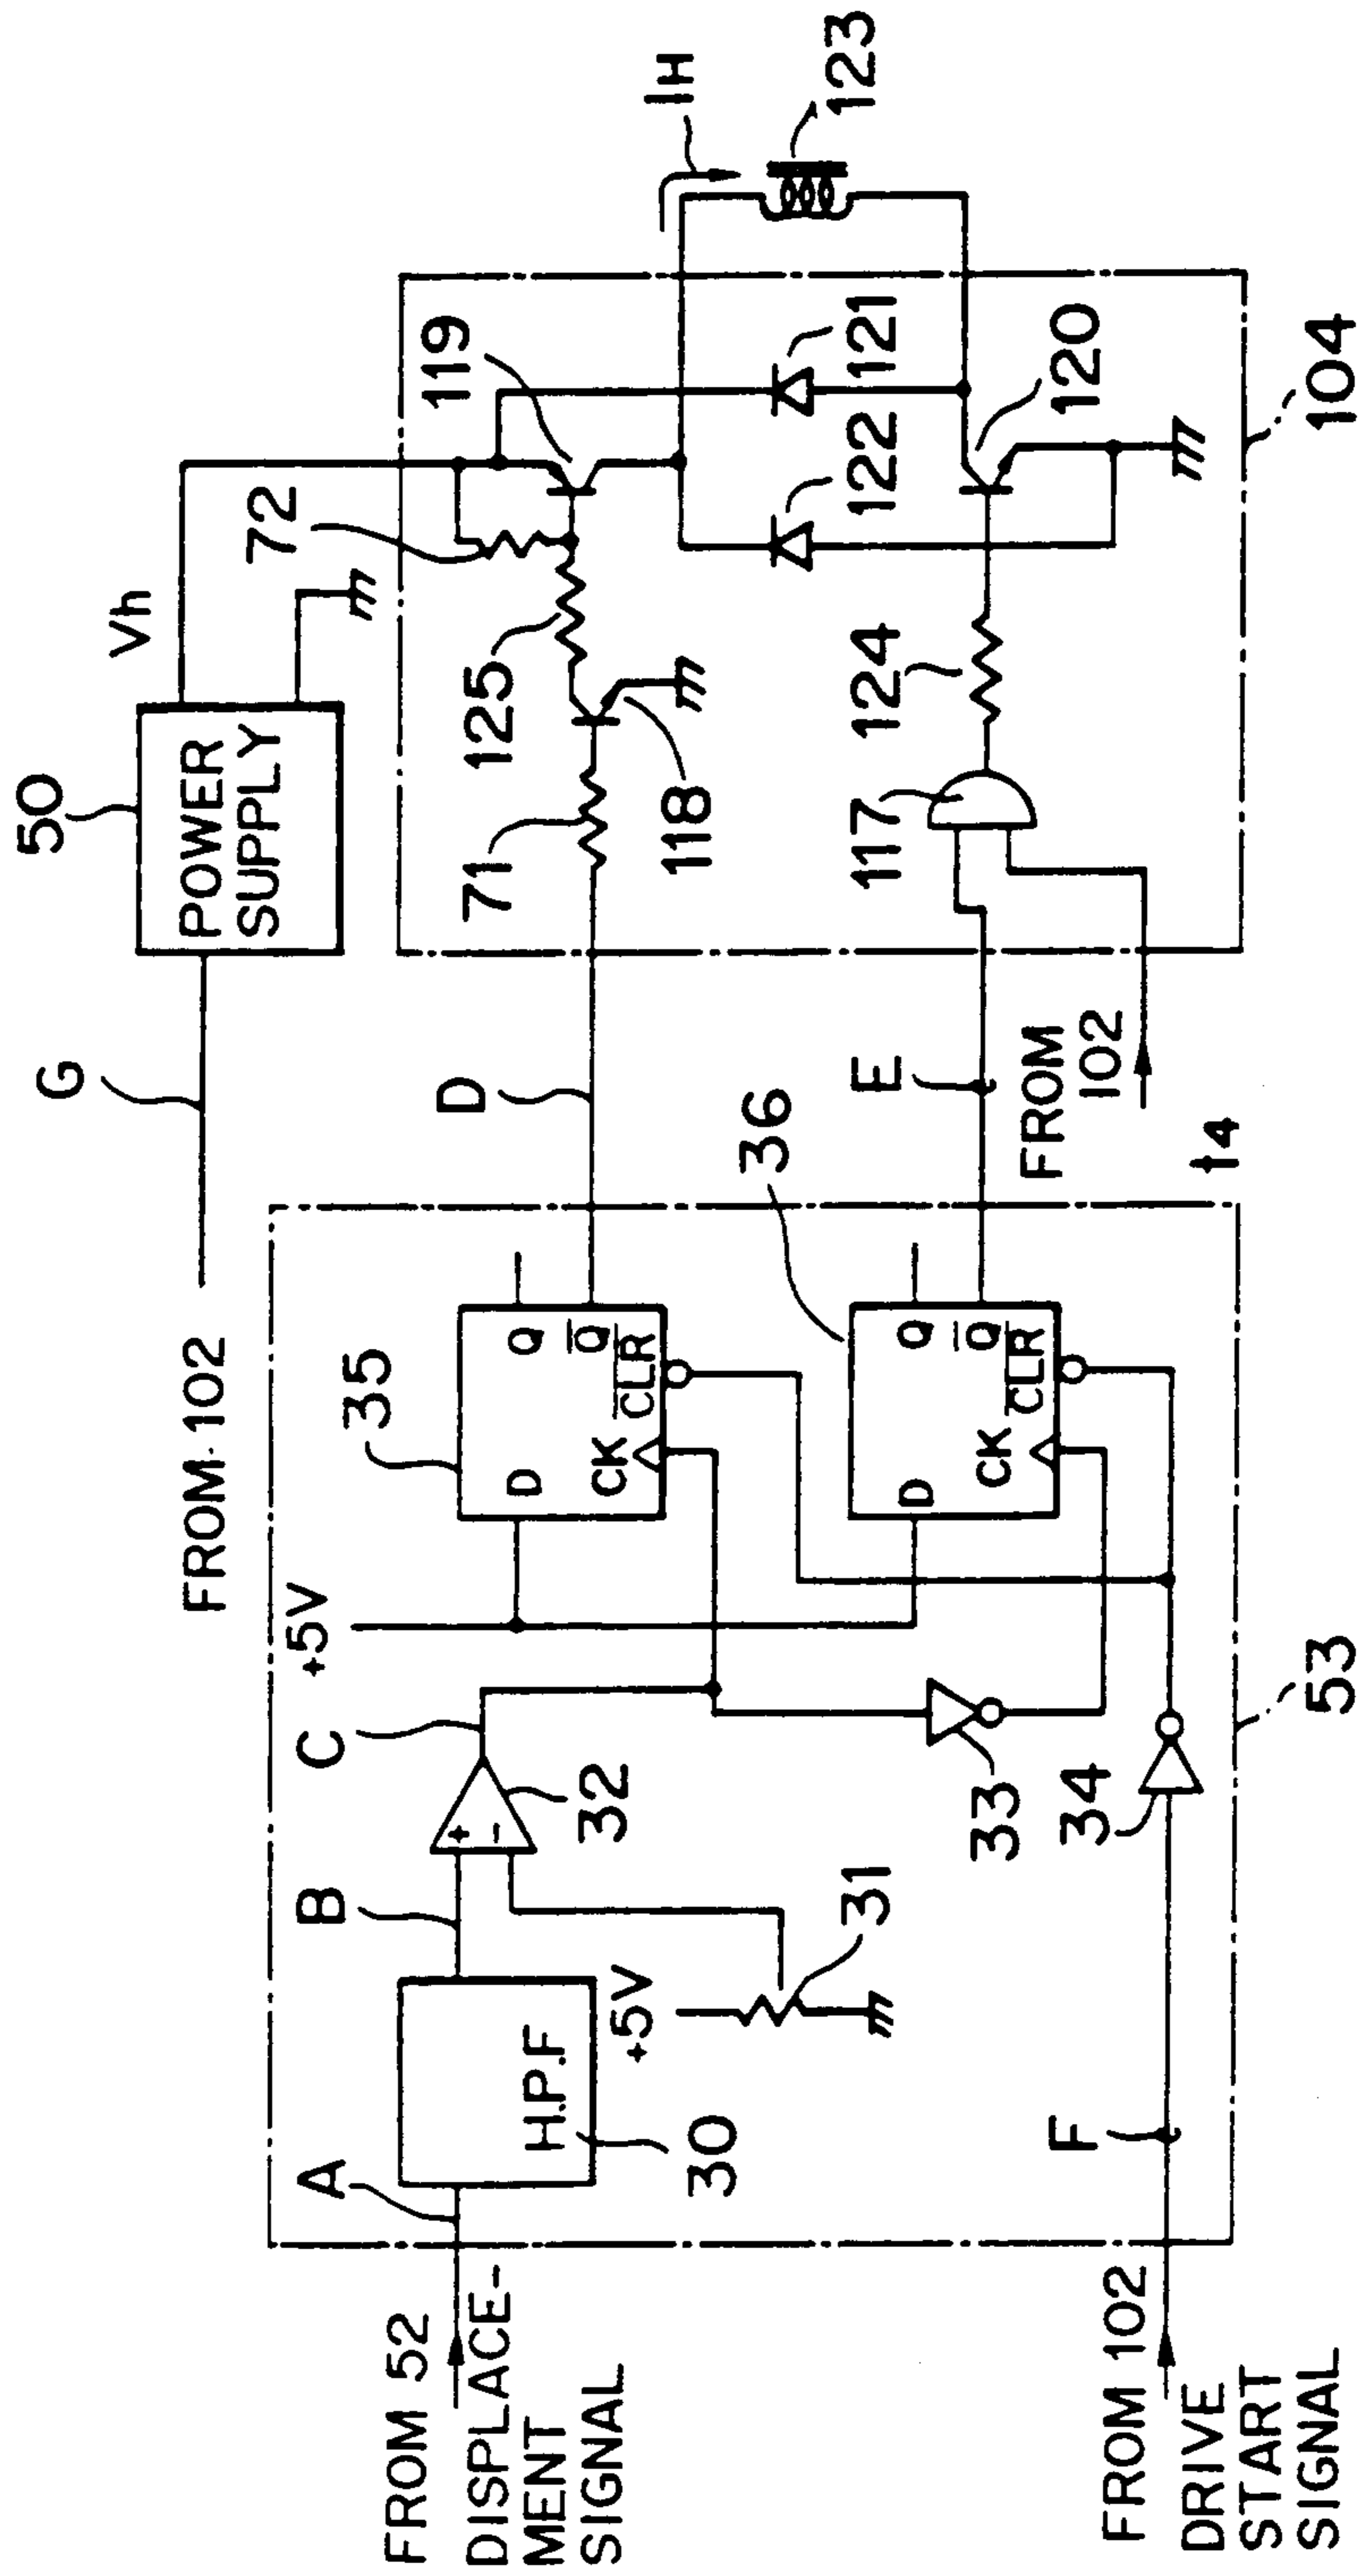 50
POWER
SUPPLY
Vh
G
FROM 102
72
119
IH
123
125
71
118
D
121
122
120
124
117
E
FROM
102
104
t4
36
35
D
Q
Q
CK
CLR
D
Q
Q
CK
CLR
+5V
C
+
-
32
33
34
B
+5V
31
H.P.F
30
A
F
53
FROM 52
DISPLACE-
MENT
SIGNAL
FROM 102
DRIVE
START
SIGNAL